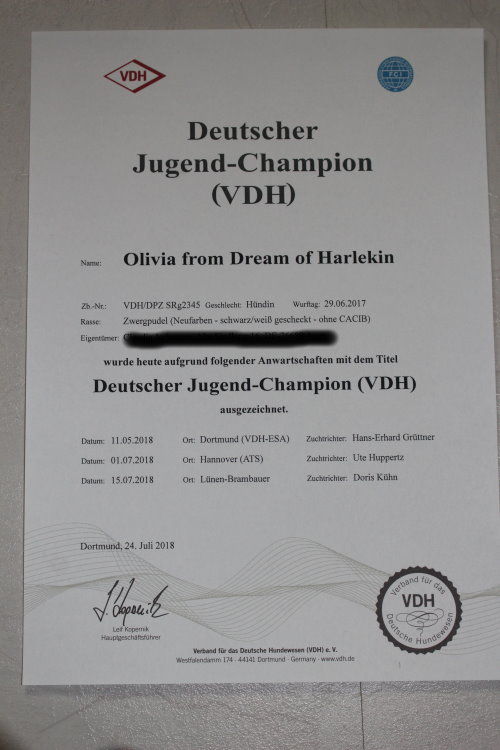 VDH
FCI
Deutscher
Jugend-Champion
(VDH)
Name: Olivia from Dream of Harlekin
Zb.-Nr.: VDH/DPZ SRg2345 Geschlecht: Hündin Wurftag: 29.06.2017
Rasse: Zwergpudel (Neufarben - schwarz/weiß gescheckt - ohne CACIB)
Eigentümer:
wurde heute aufgrund folgender Anwartschaften mit dem Titel
Deutscher Jugend-Champion (VDH)
ausgezeichnet.
Datum: 11.05.2018 Ort: Dortmund (VDH-ESA) Zuchtrichter: Hans-Erhard Grüttner
Datum: 01.07.2018 Ort: Hannover (ATS) Zuchtrichter: Ute Huppertz
Datum: 15.07.2018 Ort: Lünen-Brambauer Zuchtrichter: Doris Kühn
Dortmund, 24. Juli 2018
L. Kopernik
Leif Kopernik
Hauptgeschäftsführer
Verband für das
VDH
Deutsche Hundewesen
Verband für das Deutsche Hundewesen (VDH) e. V.
Westfalendamm 174 - 44141 Dortmund - Germany - www.vdh.de